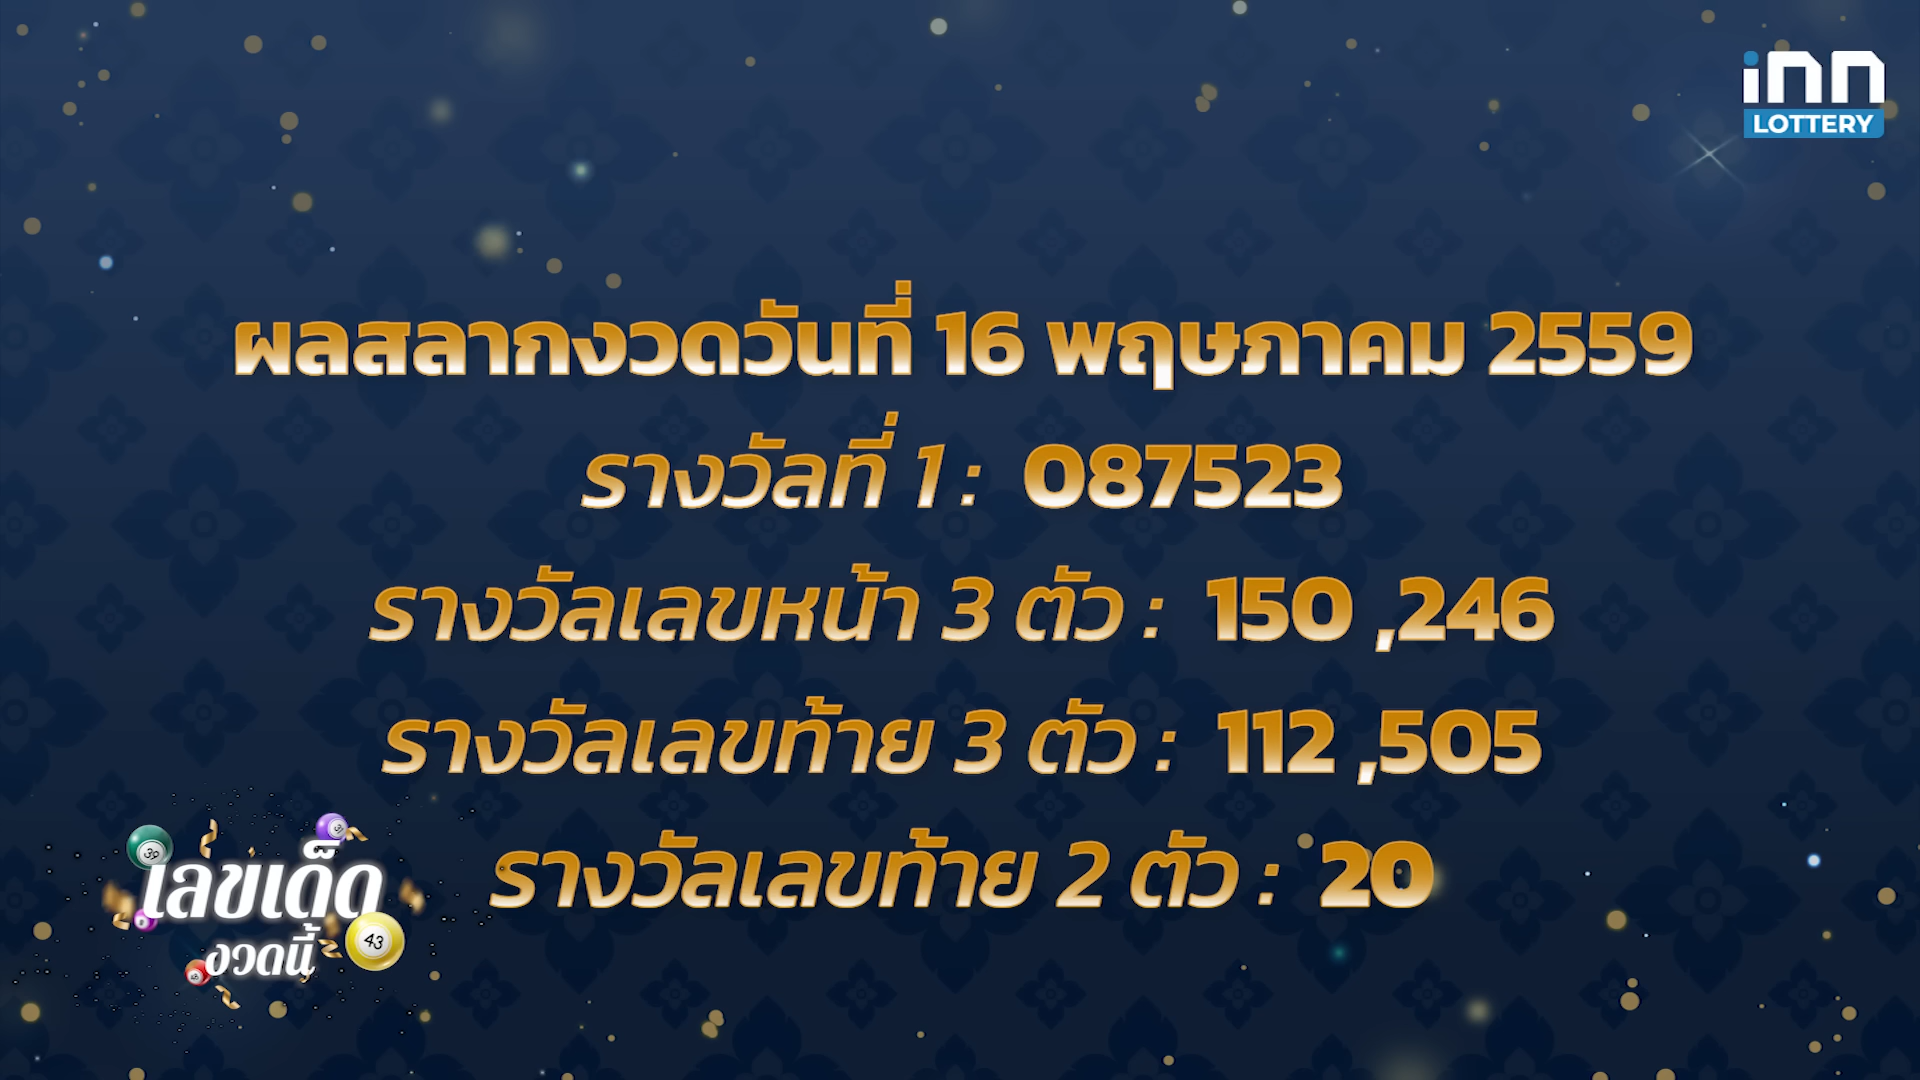 inn
LOTTERY
ผลสลากงวดวันที่ 16 พฤษภาคม 2559
รางวัลที่ 1 : 087523
รางวัลเลขหน้า 3 ตัว : 150 ,246
รางวัลเลขท้าย 3 ตัว : 112 ,505
รางวัลเลขท้าย 2 ตัว : 20
39
เลขเด็ด
งวดนี้
43